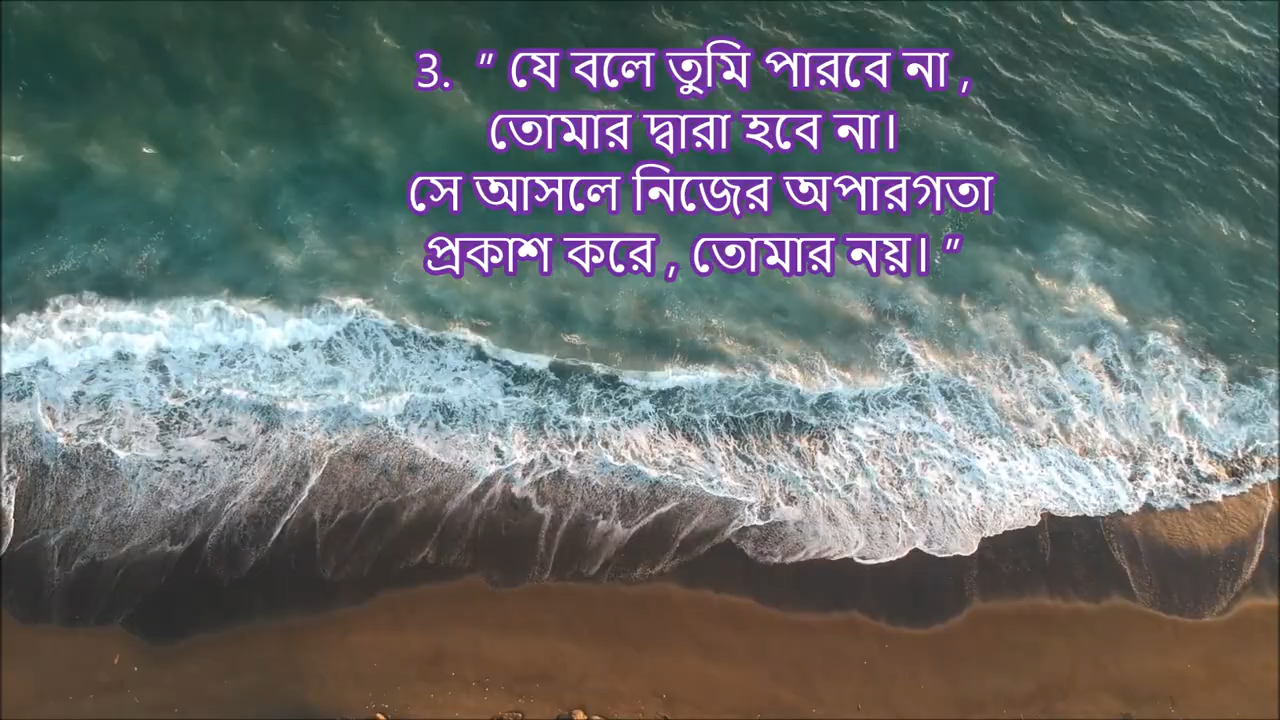 3. " যে বলে তুমি পারবে না ,
তোমার দ্বারা হবে না।
সে আসলে নিজের অপারগতা
প্রকাশ করে , তোমার নয়। "